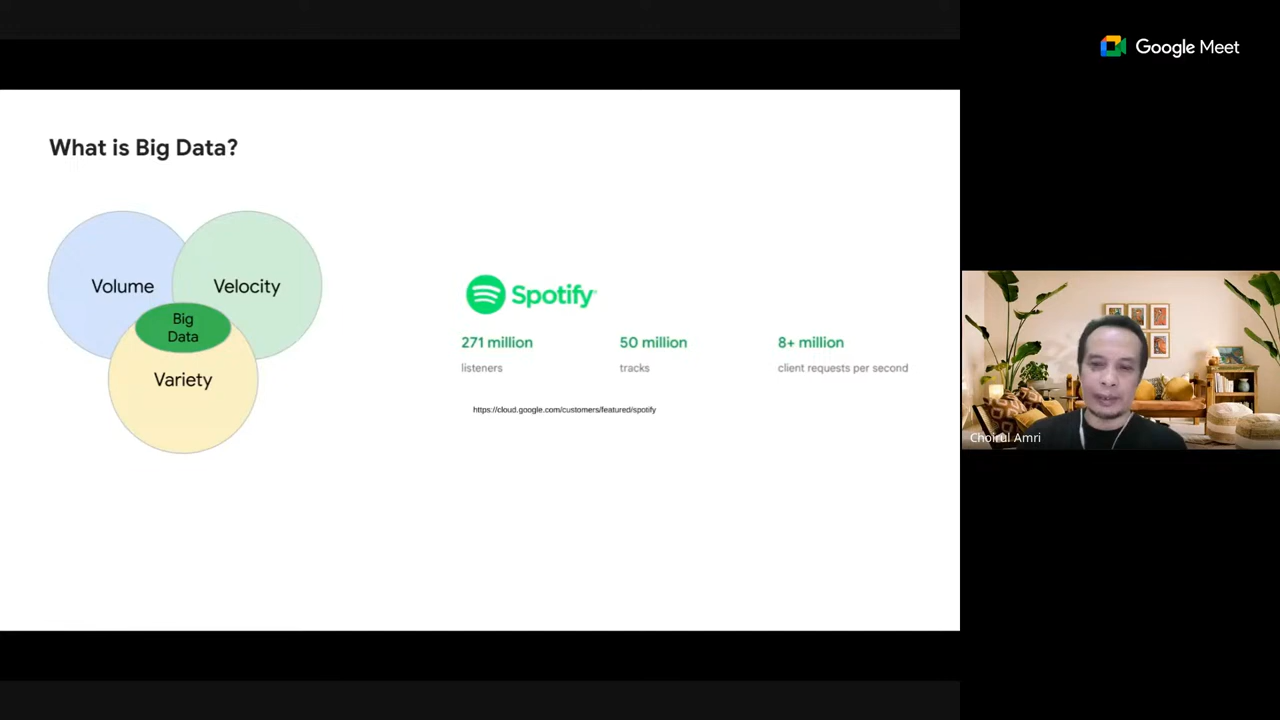 Google Meet
What is Big Data?
Volume
Velocity
Big
Data
Variety
Spotify
271 million
50 million
8+ million
listeners
tracks
client requests per second
https://cloud.google.com/customers/featured/spotify
Choirul Amri